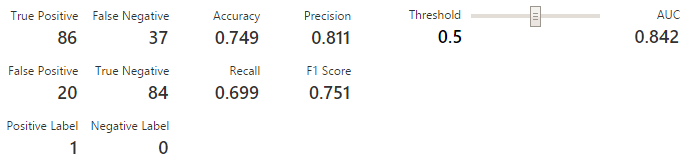 True Positive False Negative Accuracy Precision Threshold AUC
86 37 0.749 0.811 0.5 0.842
False Positive True Negative Recall F1 Score
20 84 0.699 0.751
Positive Label Negative Label
1 0